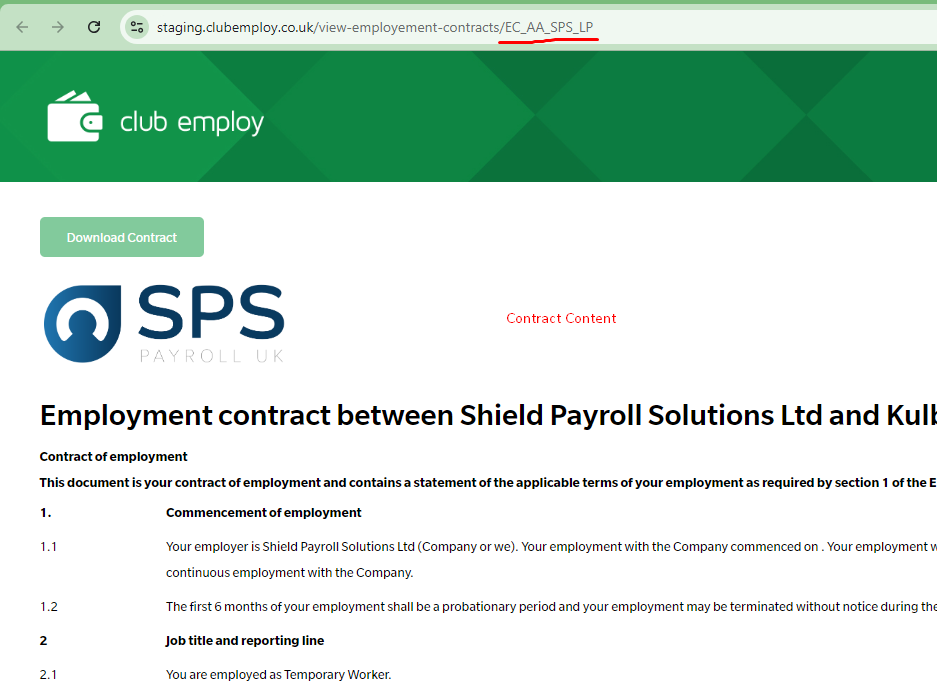 staging.clubemploy.co.uk/view-employement-contracts/EC_AA_SPS_LP
club employ
Download Contract
SPS
PAYROLL UK
Contract Content
Employment contract between Shield Payroll Solutions Ltd and
Contract of employment
This document is your contract of employment and contains a statement of the applicable terms of your employment as required by section 1 of the
1. Commencement of employment
1.1 Your employer is Shield Payroll Solutions Ltd (Company or we). Your employment with the Company commenced on . Your employment
continuous employment with the Company.
1.2 The first 6 months of your employment shall be a probationary period and your employment may be terminated without notice during
2 Job title and reporting line
2.1 You are employed as Temporary Worker.